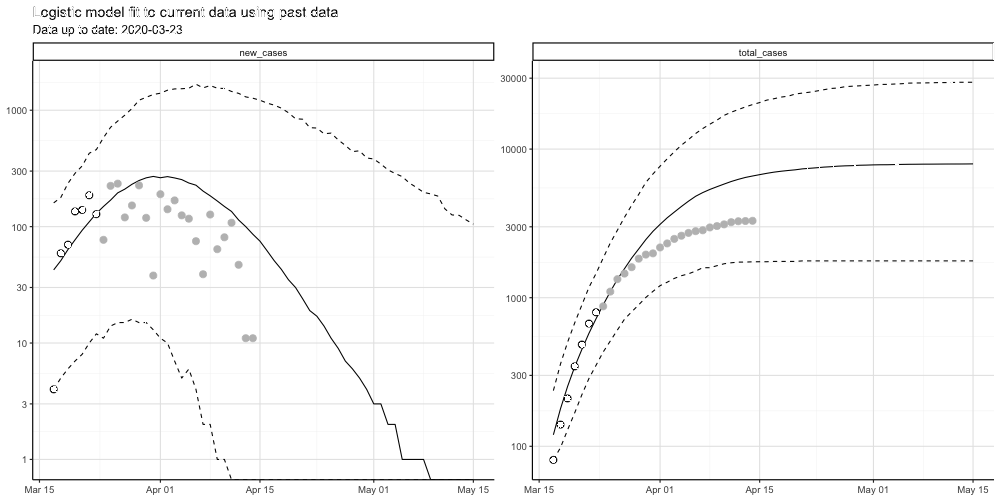 Logistic model fit to current data using past data
Data up to date: 2020-03-23
new_cases
total_cases
1000
300
100
30
10
3
1
Mar 15
Apr 01
Apr 15
May 01
May 15
30000
10000
3000
1000
300
100
Mar 15
Apr 01
Apr 15
May 01
May 15